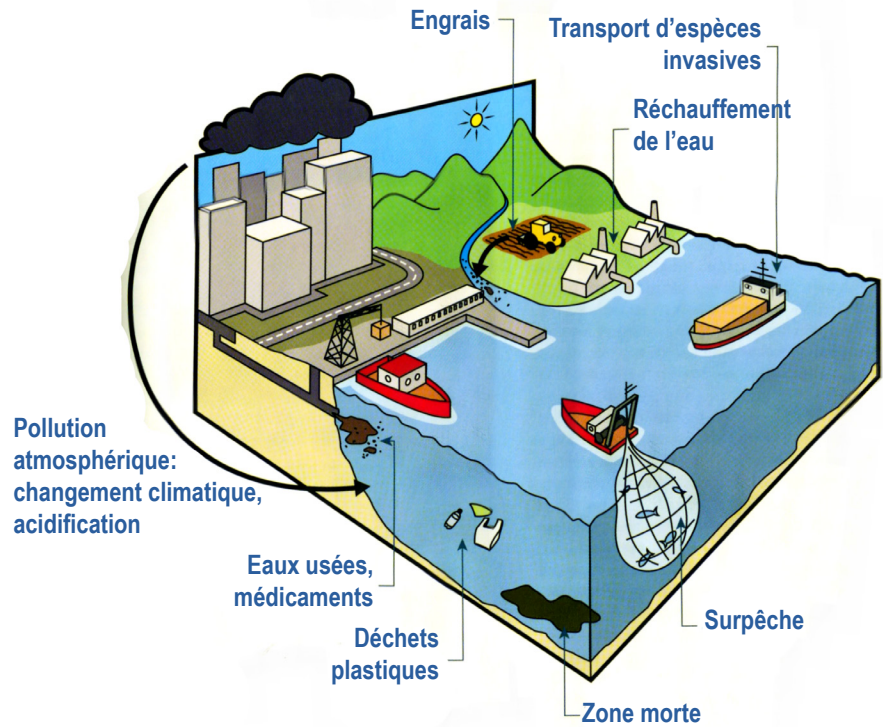 Engrais
Transport d’espèces
invasives
Réchauffement
de l’eau
Pollution
atmosphérique:
changement climatique,
acidification
Eaux usées,
médicaments
Déchets
plastiques
Surpêche
Zone morte